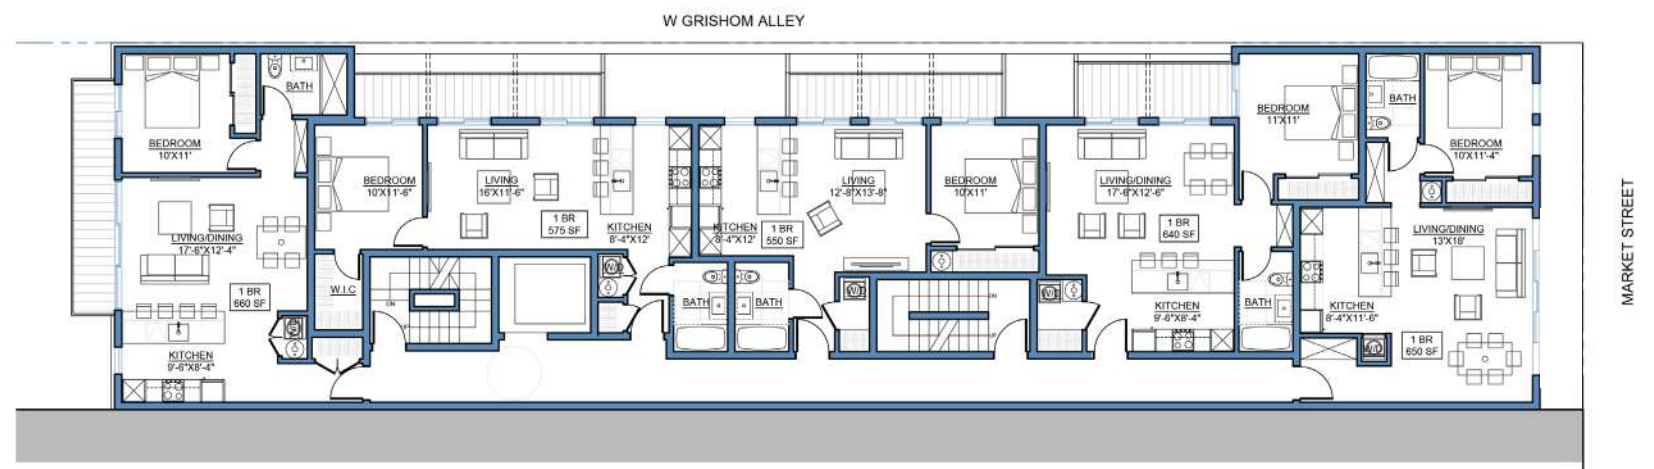 W GRISHOM ALLEY
MARKET STREET
BATH
BEDROOM
10'X11'
LIVING/DINING
17'-6"X12'-4"
1 BR
660 SF
KITCHEN
9'-6"X8'-4"
W.I.C
BEDROOM
10'X11'-6"
LIVING
16'X11'-6"
1 BR
575 SF
KITCHEN
8'-4"X12'
W/D
BATH
UP
KITCHEN
8'-4"X12'
1 BR
550 SF
LIVING
12'-8"X13'-8"
BEDROOM
10'X11'
BATH
W/D
W/D
LIVING/DINING
17'-6"X12'-6"
1 BR
640 SF
KITCHEN
9'-6"X8'-4"
BATH
BEDROOM
11'X11'
BATH
BEDROOM
10'X11'-4"
LIVING/DINING
13'X18'
KITCHEN
8'-4"X11'-6"
W/D
1 BR
650 SF